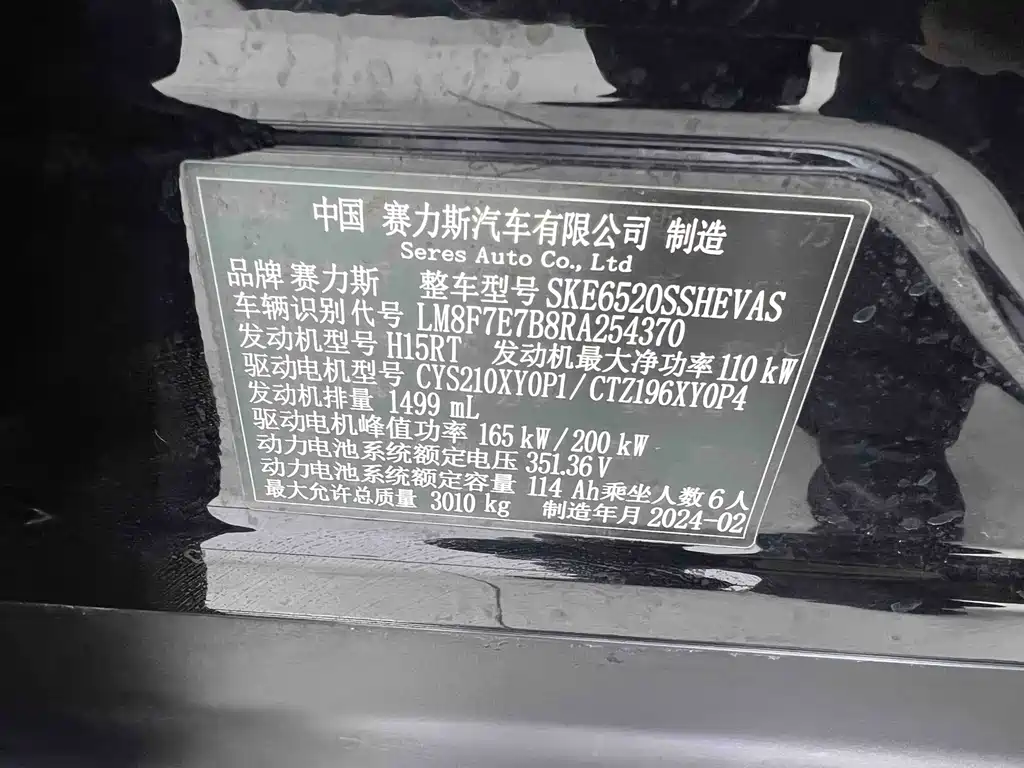 中国 赛力斯汽车有限公司 制造
Seres Auto Co., Ltd
品牌 赛力斯 整车型号 SKE6520SSHEVAS
车辆识别代号 LM8F7E7B8RA254370
发动机型号 H15RT 发动机最大净功率 110 kW
驱动电机型号 CYS210XY0P1/CTZ196XY0P4
发动机排量 1499 mL
驱动电机峰值功率 165 kW/200 kW
动力电池系统额定电压 351.36 V
动力电池系统额定容量 114 Ah 乘坐人数 6 人
最大允许总质量 3010 kg 制造年月 2024-02